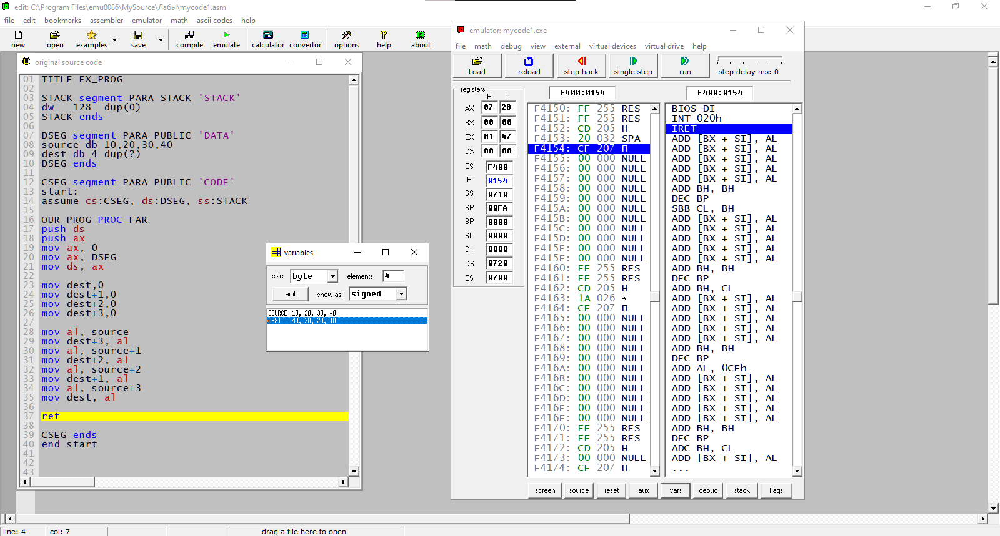 edit: C:\Program Files\emu8086\MySource\Лабы\mycode1.asm
file edit bookmarks assembler emulator math ascii codes help
new open examples save compile emulate calculator convertor options help about
original source code
01 TITLE EX_PROG
02
03 STACK segment PARA STACK 'STACK'
04 dw 128 dup(0)
05 STACK ends
06
07 DSEG segment PARA PUBLIC 'DATA'
08 source db 10,20,30,40
09 dest db 4 dup(?)
10 DSEG ends
11
12 CSEG segment PARA PUBLIC 'CODE'
13 start:
14 assume cs:CSEG, ds:DSEG, ss:STACK
15
16 OUR_PROG PROC FAR
17 push ds
18 push ax
19 mov ax, 0
20 mov ax, DSEG
21 mov ds, ax
22
23 mov dest,0
24 mov dest+1,0
25 mov dest+2,0
26 mov dest+3,0
27
28 mov al, source
29 mov dest+3, al
30 mov al, source+1
31 mov dest+2, al
32 mov al, source+2
33 mov dest+1, al
34 mov al, source+3
35 mov dest, al
36
37 ret
38
39 CSEG ends
40 end start
41
42
43
variables
size: byte elements: 4
edit show as: signed
SOURCE 10, 20, 30, 40
DEST 40, 30, 20, 10
emulator: mycode1.exe_
file math debug view external virtual devices virtual drive help
Load reload step back single step run step delay ms: 0
registers
H L
AX 07 28
BX 00 00
CX 01 47
DX 00 00
CS F400
IP 0154
SS 0710
SP 00FA
BP 0000
SI 0000
DI 0000
DS 0720
ES 0700
F400:0154
F4150: FF 255 RES
F4151: FF 255 RES
F4152: CD 205 Н
F4153: 20 032 SPA
F4154: CF 207 П
F4155: 00 000 NULL
F4156: 00 000 NULL
F4157: 00 000 NULL
F4158: 00 000 NULL
F4159: 00 000 NULL
F415A: 00 000 NULL
F415B: 00 000 NULL
F415C: 00 000 NULL
F415D: 00 000 NULL
F415E: 00 000 NULL
F415F: 00 000 NULL
F4160: FF 255 RES
F4161: FF 255 RES
F4162: CD 205 Н
F4163: 1A 026 →
F4164: CF 207 П
F4165: 00 000 NULL
F4166: 00 000 NULL
F4167: 00 000 NULL
F4168: 00 000 NULL
F4169: 00 000 NULL
F416A: 00 000 NULL
F416B: 00 000 NULL
F416C: 00 000 NULL
F416D: 00 000 NULL
F416E: 00 000 NULL
F416F: 00 000 NULL
F4170: FF 255 RES
F4171: FF 255 RES
F4172: CD 205 Н
F4173: 00 000 NULL
F4174: CF 207 П
F400:0154
BIOS DI
INT 020h
IRET
ADD [BX + SI], AL
ADD [BX + SI], AL
ADD [BX + SI], AL
ADD [BX + SI], AL
ADD [BX + SI], AL
ADD BH, BH
DEC BP
SBB CL, BH
ADD [BX + SI], AL
ADD [BX + SI], AL
ADD [BX + SI], AL
ADD [BX + SI], AL
ADD [BX + SI], AL
ADD BH, BH
DEC BP
ADD BH, CL
ADD [BX + SI], AL
ADD [BX + SI], AL
ADD [BX + SI], AL
ADD [BX + SI], AL
ADD [BX + SI], AL
ADD BH, BH
DEC BP
ADD AL, 0CFh
ADD [BX + SI], AL
ADD [BX + SI], AL
ADD [BX + SI], AL
ADD [BX + SI], AL
ADD [BX + SI], AL
ADD BH, BH
DEC BP
ADC BH, CL
ADD [BX + SI], AL
...
screen source reset aux vars debug stack flags
line: 4 col: 7 drag a file here to open